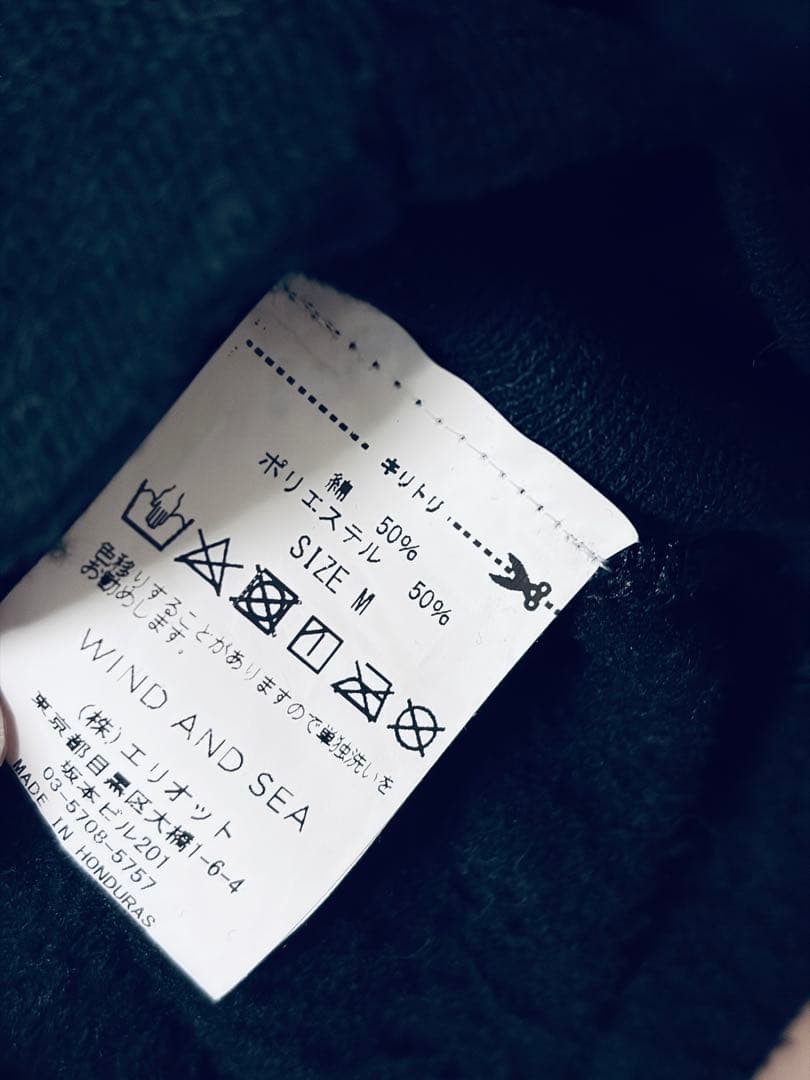 キリトリ
綿 50%
ポリエステル 50%
SIZE M
色移りすることがありますので単独洗いを
お勧めします。
WIND AND SEA
(株)エリオット
東京都目黒区大橋1-6-4
坂本ビル201
03-5708-5757
MADE IN HONDURAS